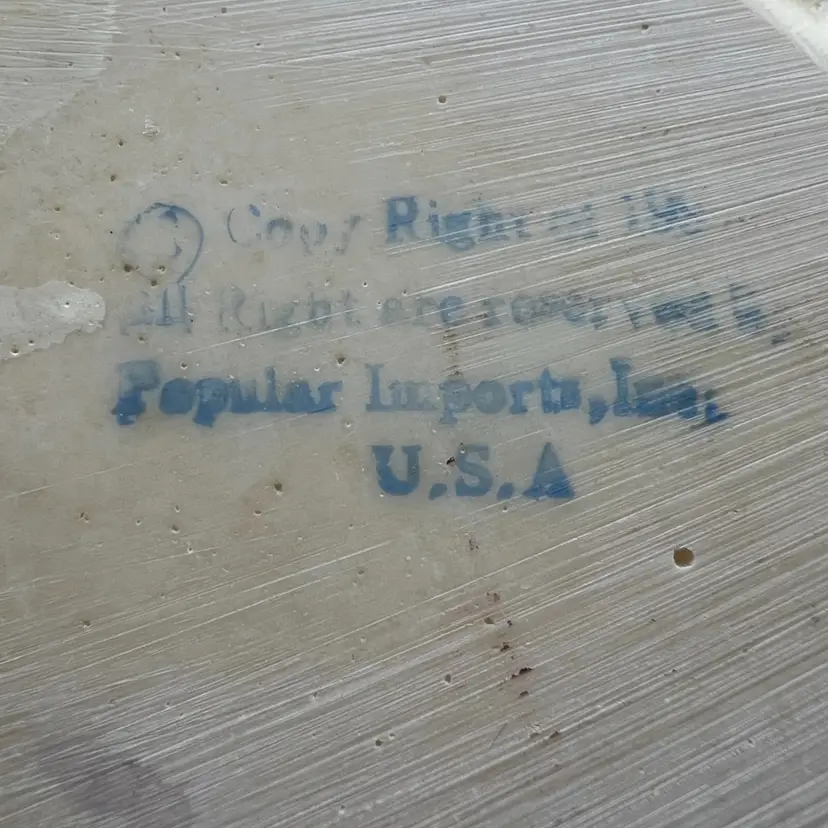 © Copy Right
All Right are reserved
Popular Imports, Inc.
U.S.A